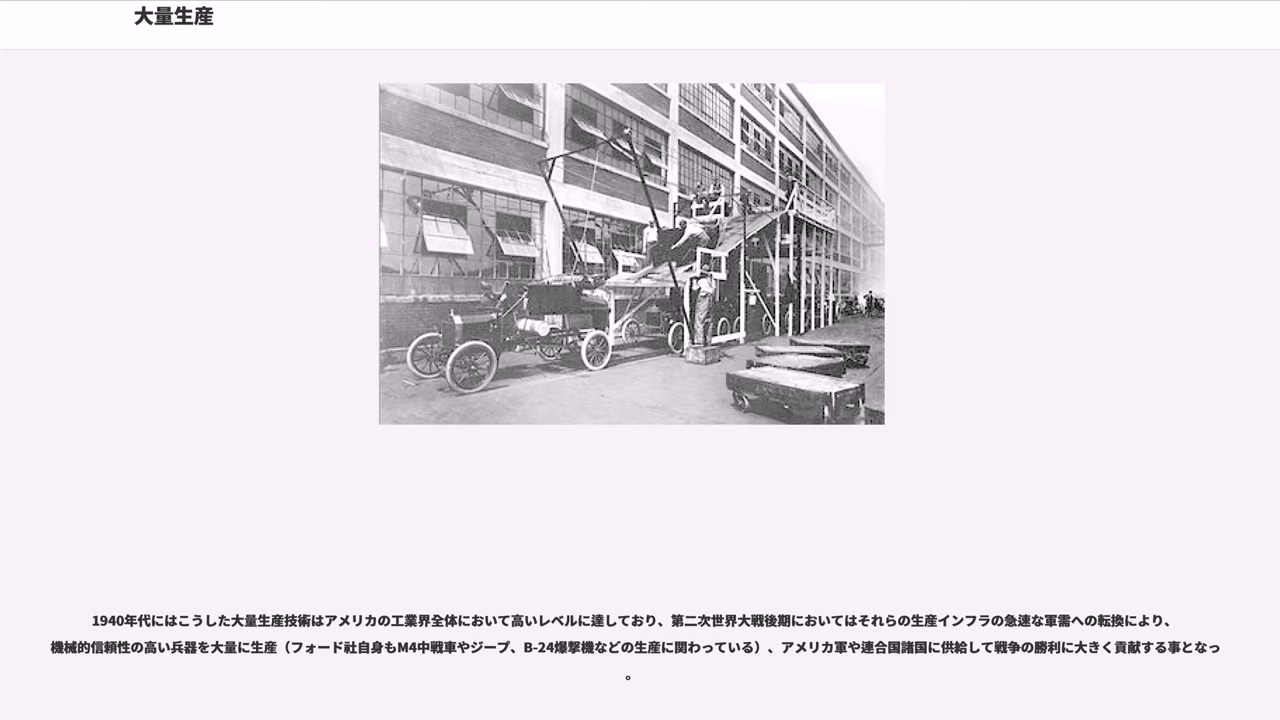 大量生産
1940年代にはこうした大量生産技術はアメリカの工業界全体において高いレベルに達しており、第二次世界大戦後期においてはそれらの生産インフラの急速な軍需への転換により、
機械的信頼性の高い兵器を大量に生産（フォード社自身もM4中戦車やジープ、B-24爆撃機などの生産に関わっている）、アメリカ軍や連合国諸国に供給して戦争の勝利に大きく貢献する事となっ
。